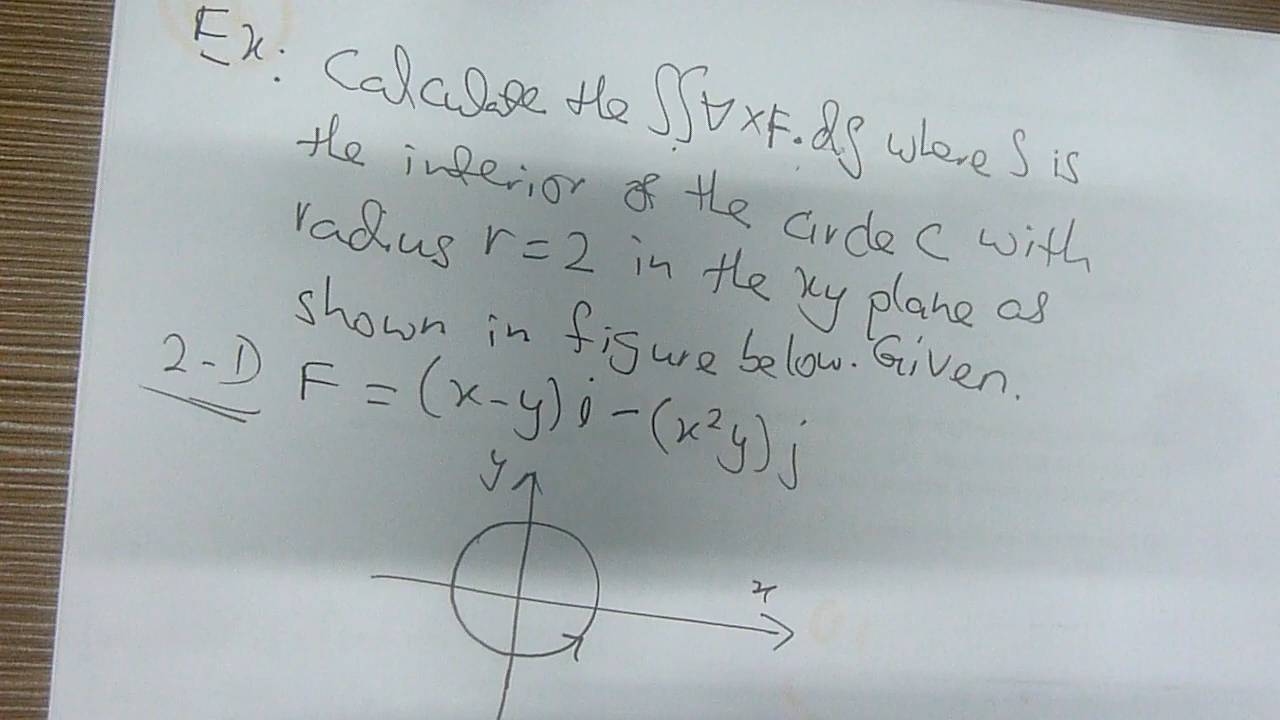 Ex: Calculate the ∬∇×F.dS where S is
the interior of the circle C with
radius r=2 in the xy plane as
shown in figure below. Given.
2-D F = (x-y)i - (x²y)j
y
x